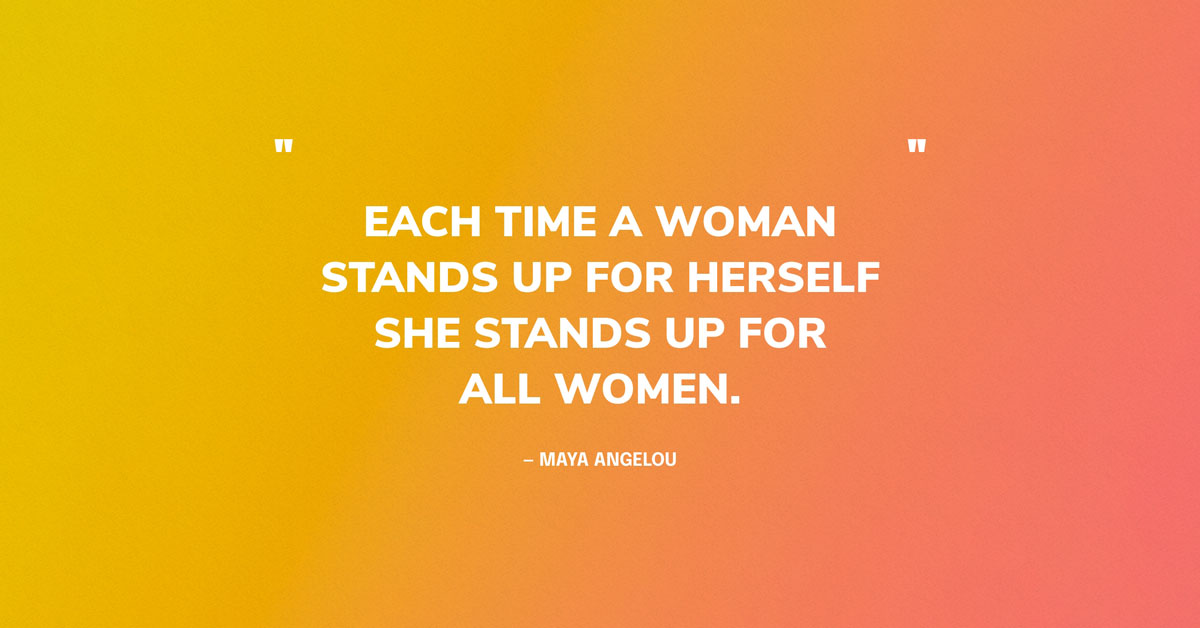 " "
EACH TIME A WOMAN
STANDS UP FOR HERSELF
SHE STANDS UP FOR
ALL WOMEN.
– MAYA ANGELOU